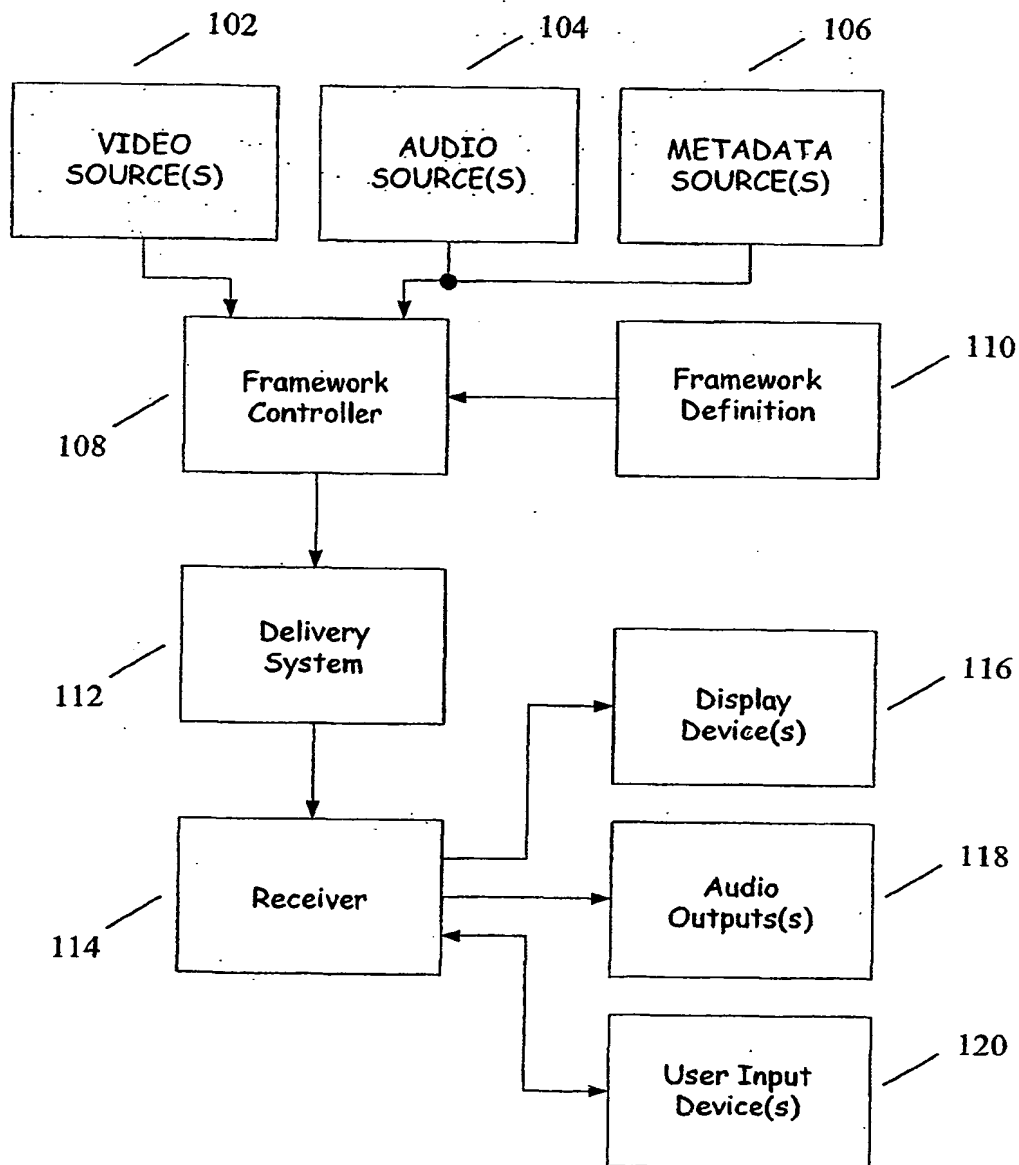 102
104
106
VIDEO
SOURCE(S)
AUDIO
SOURCE(S)
METADATA
SOURCE(S)
Framework
Controller
108
Framework
Definition
110
Delivery
System
112
Display
Device(s)
116
Receiver
114
Audio
Outputs(s)
118
User Input
Device(s)
120